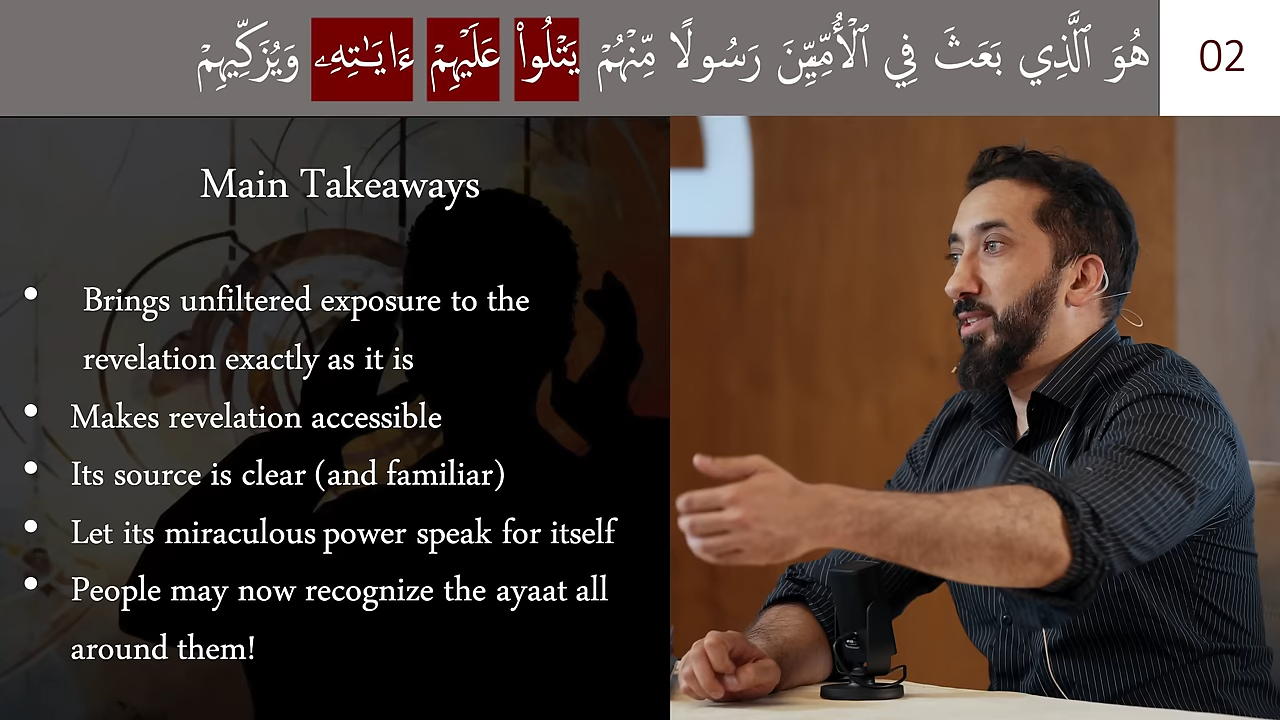 هُوَ ٱلَّذِي بَعَثَ فِي ٱلْأُمِّيِّـۧنَ رَسُولًا مِّنْهُمْ يَتْلُوا۟ عَلَيْهِمْ ءَايَـٰتِهِۦ وَيُزَكِّيهِمْ
02
Main Takeaways
• Brings unfiltered exposure to the
revelation exactly as it is
• Makes revelation accessible
• Its source is clear (and familiar)
• Let its miraculous power speak for itself
• People may now recognize the ayaat all
around them!